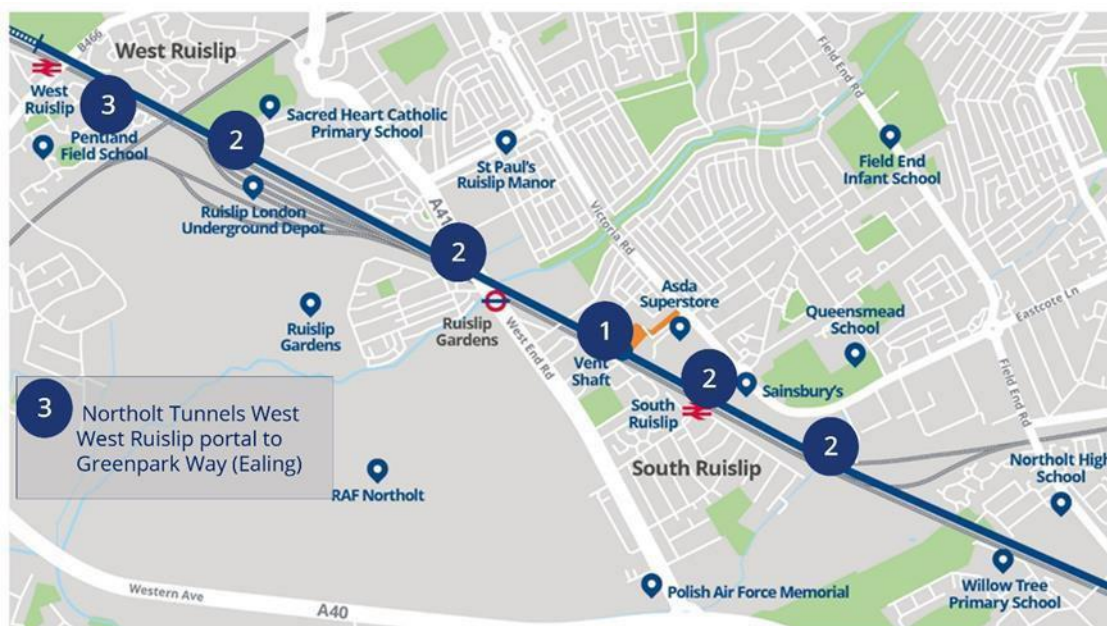 B466
West Ruislip
West
Ruislip
3
Pentland
Field School
2
Sacred Heart Catholic
Primary School
St Paul's
Ruislip Manor
Field End Rd
Field End
Infant School
Ruislip London
Underground Depot
2
Victoria Rd
Asda
Superstore
Queensmead
School
Eastcote Ln
Ruislip
Gardens
Ruislip
Gardens
West End Rd
1
Vent
Shaft
2
Sainsbury's
South
Ruislip
Field End Rd
3
Northolt Tunnels West
West Ruislip portal to
Greenpark Way (Ealing)
2
South Ruislip
Northolt High
School
RAF Northolt
Western Ave
A40
Polish Air Force Memorial
Willow Tree
Primary School